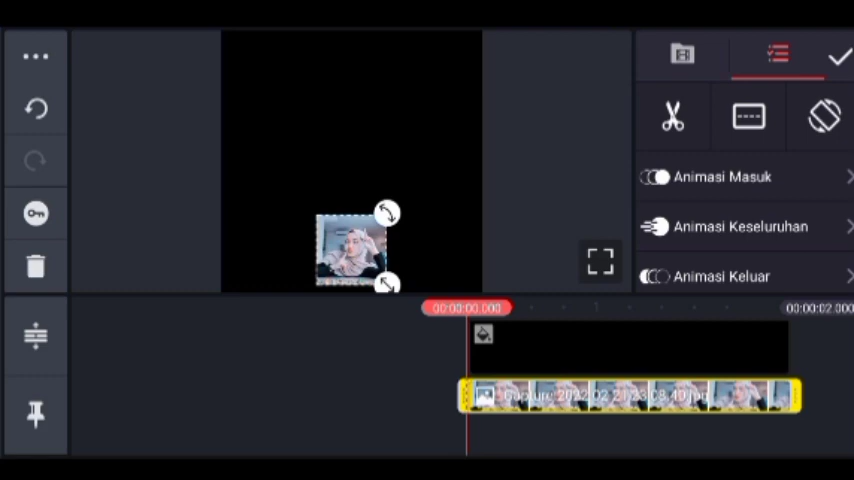 Animasi Masuk
Animasi Keseluruhan
Animasi Keluar
00:00:00.000
00:00:02.000
Capture 2022 02 21 23 08 40.jpg